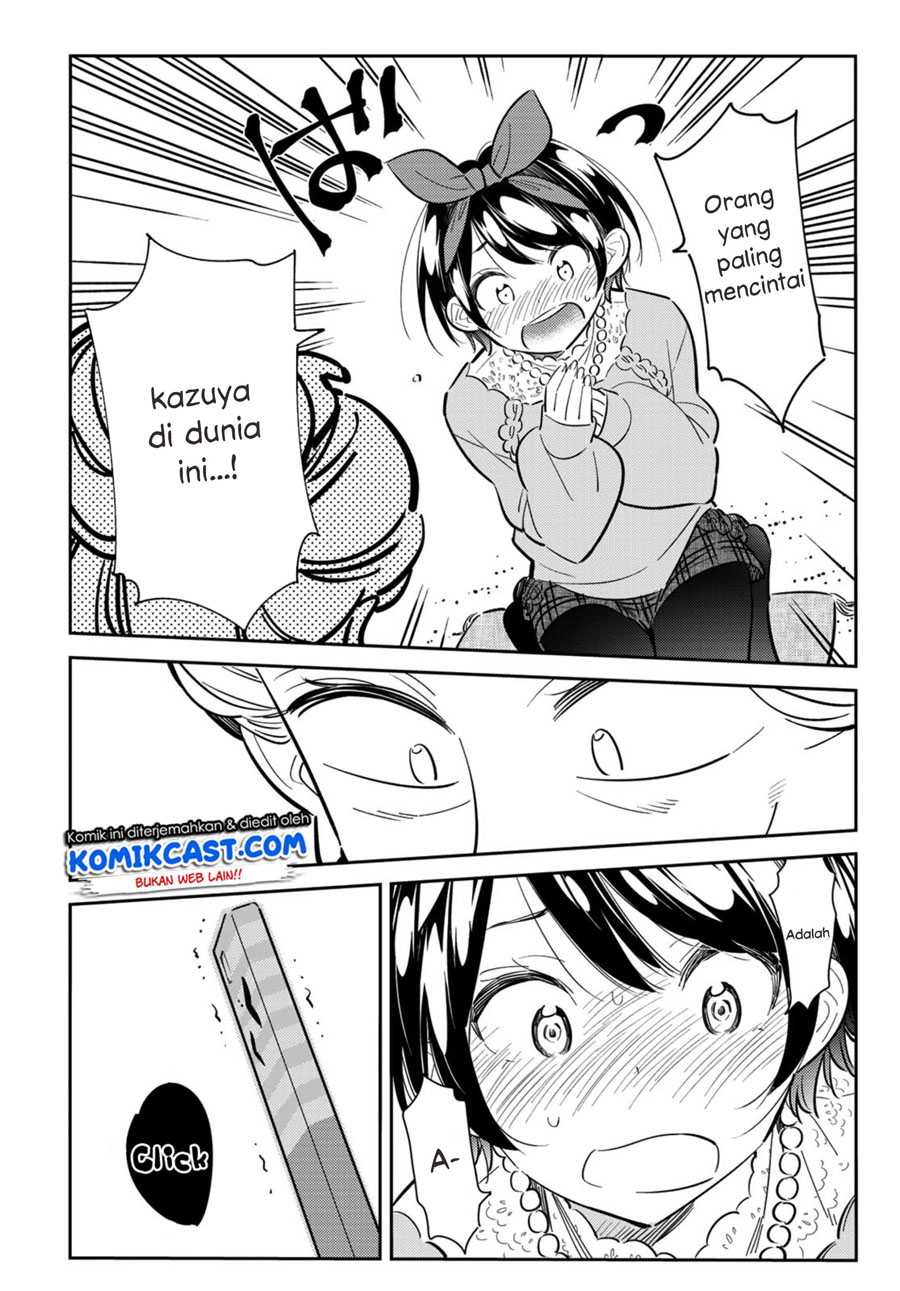 ばっ
Orang
yang
paling
mencintai
kazuya
di dunia
ini...!
Komik ini diterjemahkan & diedit oleh
KOMIKCAST.COM
BUKAN WEB LAIN!!
Click
Adalah
A-